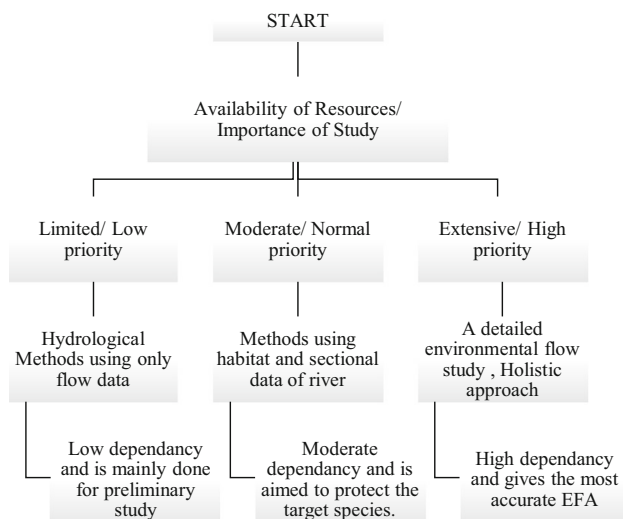 START
Availability of Resources/
Importance of Study
Limited/ Low
priority
Moderate/ Normal
priority
Extensive/ High
priority
Hydrological
Methods using only
flow data
Methods using
habitat and sectional
data of river
A detailed
environmental flow
study , Holistic
approach
Low dependancy
and is mainly done
for preliminary
study
Moderate
dependancy and is
aimed to protect the
target species.
High dependancy
and gives the most
accurate EFA